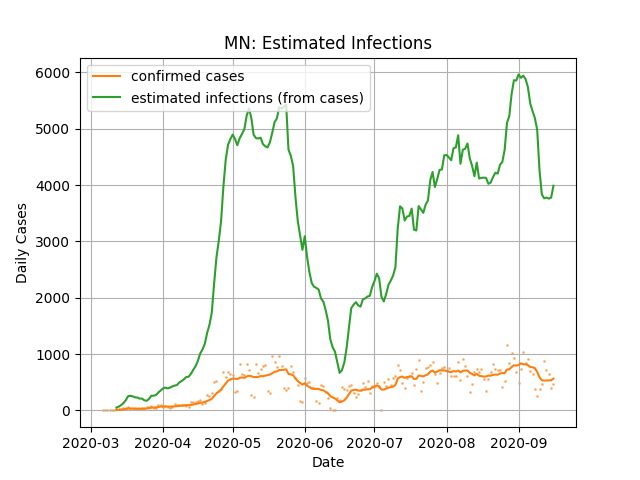 MN: Estimated Infections
confirmed cases
estimated infections (from cases)
6000
5000
4000
3000
2000
1000
0
Daily Cases
2020-03 2020-04 2020-05 2020-06 2020-07 2020-08 2020-09
Date